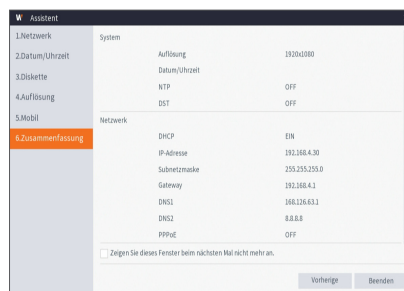 W Assistent
1.Netzwerk
2.Datum/Uhrzeit
3.Diskette
4.Auflösung
5.Mobil
6.Zusammenfassung
System
Auflösung 1920x1080
Datum/Uhrzeit
NTP OFF
DST OFF
Netzwerk
DHCP EIN
IP-Adresse 192.168.4.30
Subnetzmaske 255.255.255.0
Gateway 192.168.4.1
DNS1 168.126.63.1
DNS2 8.8.8.8
PPPoE OFF
Zeigen Sie dieses Fenster beim nächsten Mal nicht mehr an.
Vorherige Beenden